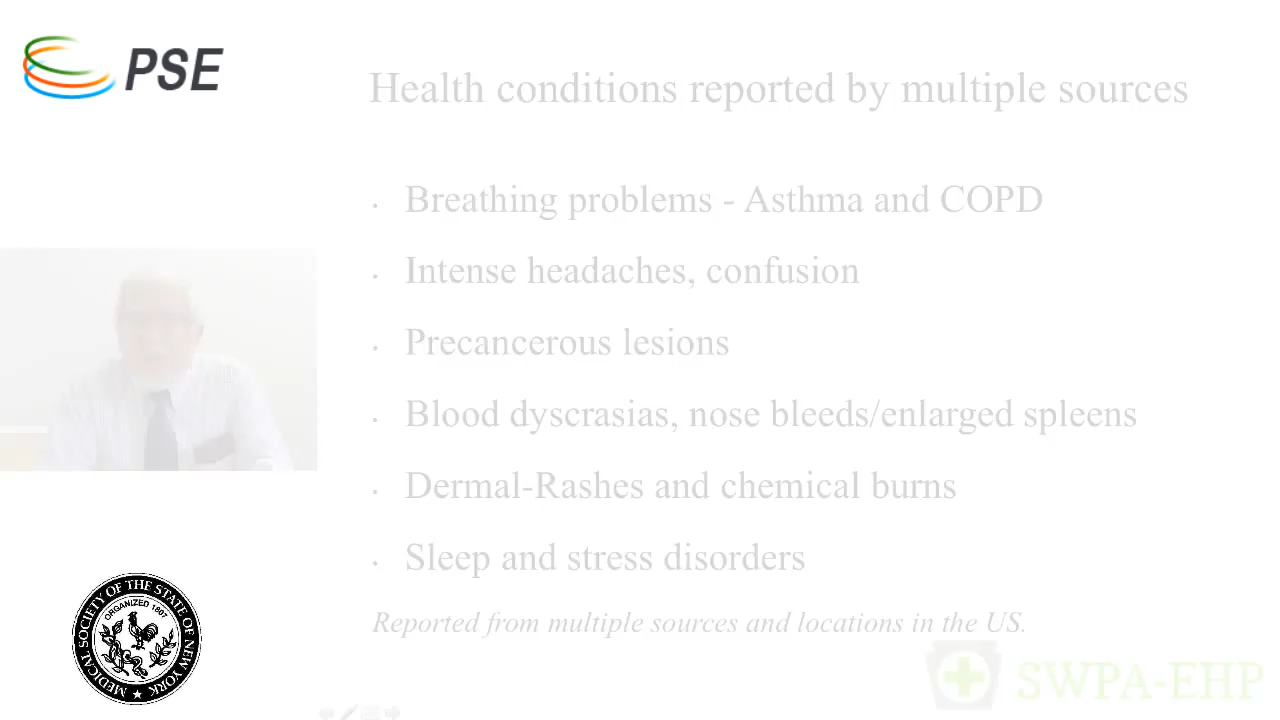 PSE
Health conditions reported by multiple sources
• Breathing problems - Asthma and COPD
• Intense headaches, confusion
• Precancerous lesions
• Blood dyscrasias, nose bleeds/enlarged spleens
• Dermal-Rashes and chemical burns
• Sleep and stress disorders
Reported from multiple sources and locations in the US.
MEDICAL SOCIETY OF THE STATE OF NEW YORK
ORGANIZED 1807
SWPA-EHP